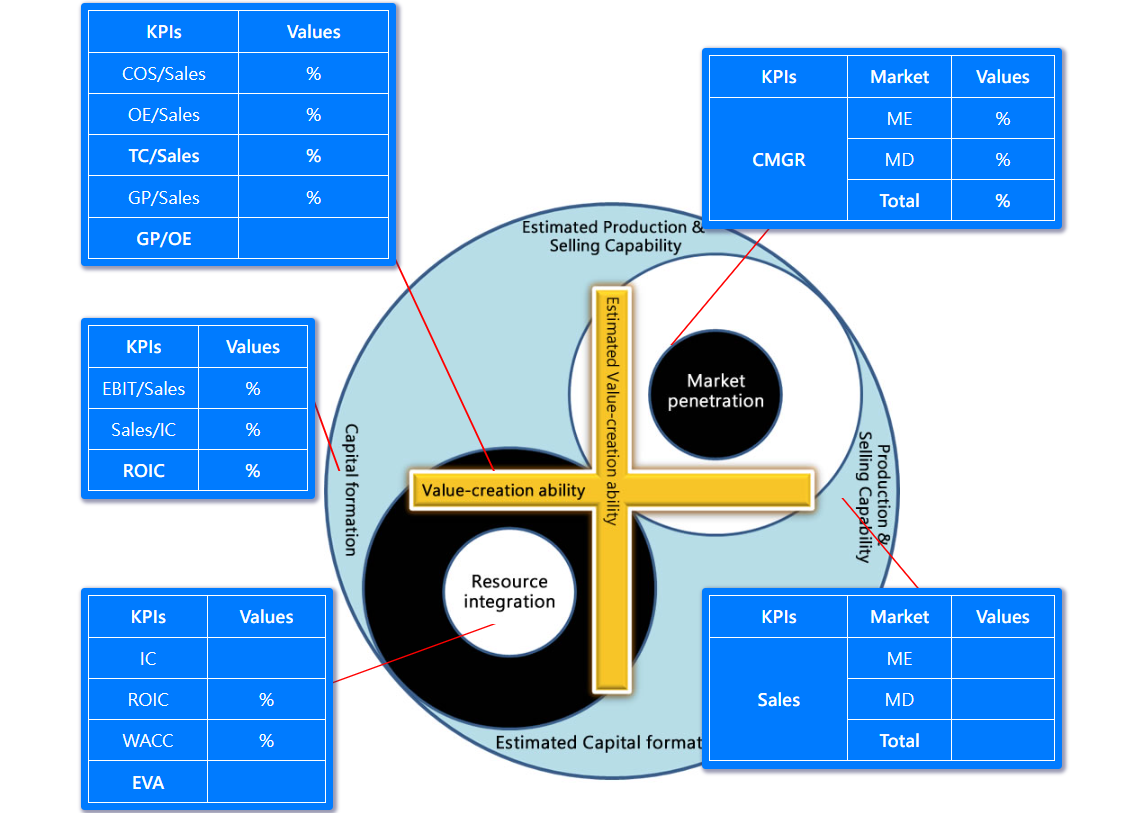 KPIs Values
COS/Sales %
OE/Sales %
TC/Sales %
GP/Sales %
GP/OE
KPIs Market Values
CMGR
ME %
MD %
Total %
Estimated Production &
Selling Capability
Estimated Value-creation ability
Market
penetration
KPIs Values
EBIT/Sales %
Sales/IC %
ROIC %
Capital formation
Value-creation ability
Production &
Selling Capability
Resource
integration
KPIs Values
IC
ROIC %
WACC %
EVA
KPIs Market Values
Sales
ME
MD
Total
Estimated Capital format